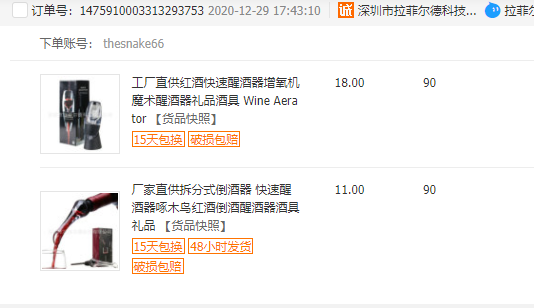 订单号：1475910003313293753 2020-12-29 17:43:10 诚 深圳市拉菲尔德科技... 拉菲尔
下单账号： thesnake66
工厂直供红酒快速醒酒器增氧机 18.00 90
魔术醒酒器礼品酒具 Wine Aera
tor 【货品快照】
15天包换 破损包赔
厂家直供拆分式倒酒器 快速醒 11.00 90
酒器啄木鸟红酒倒酒醒酒器酒具
礼品 【货品快照】
15天包换 48小时发货
破损包赔